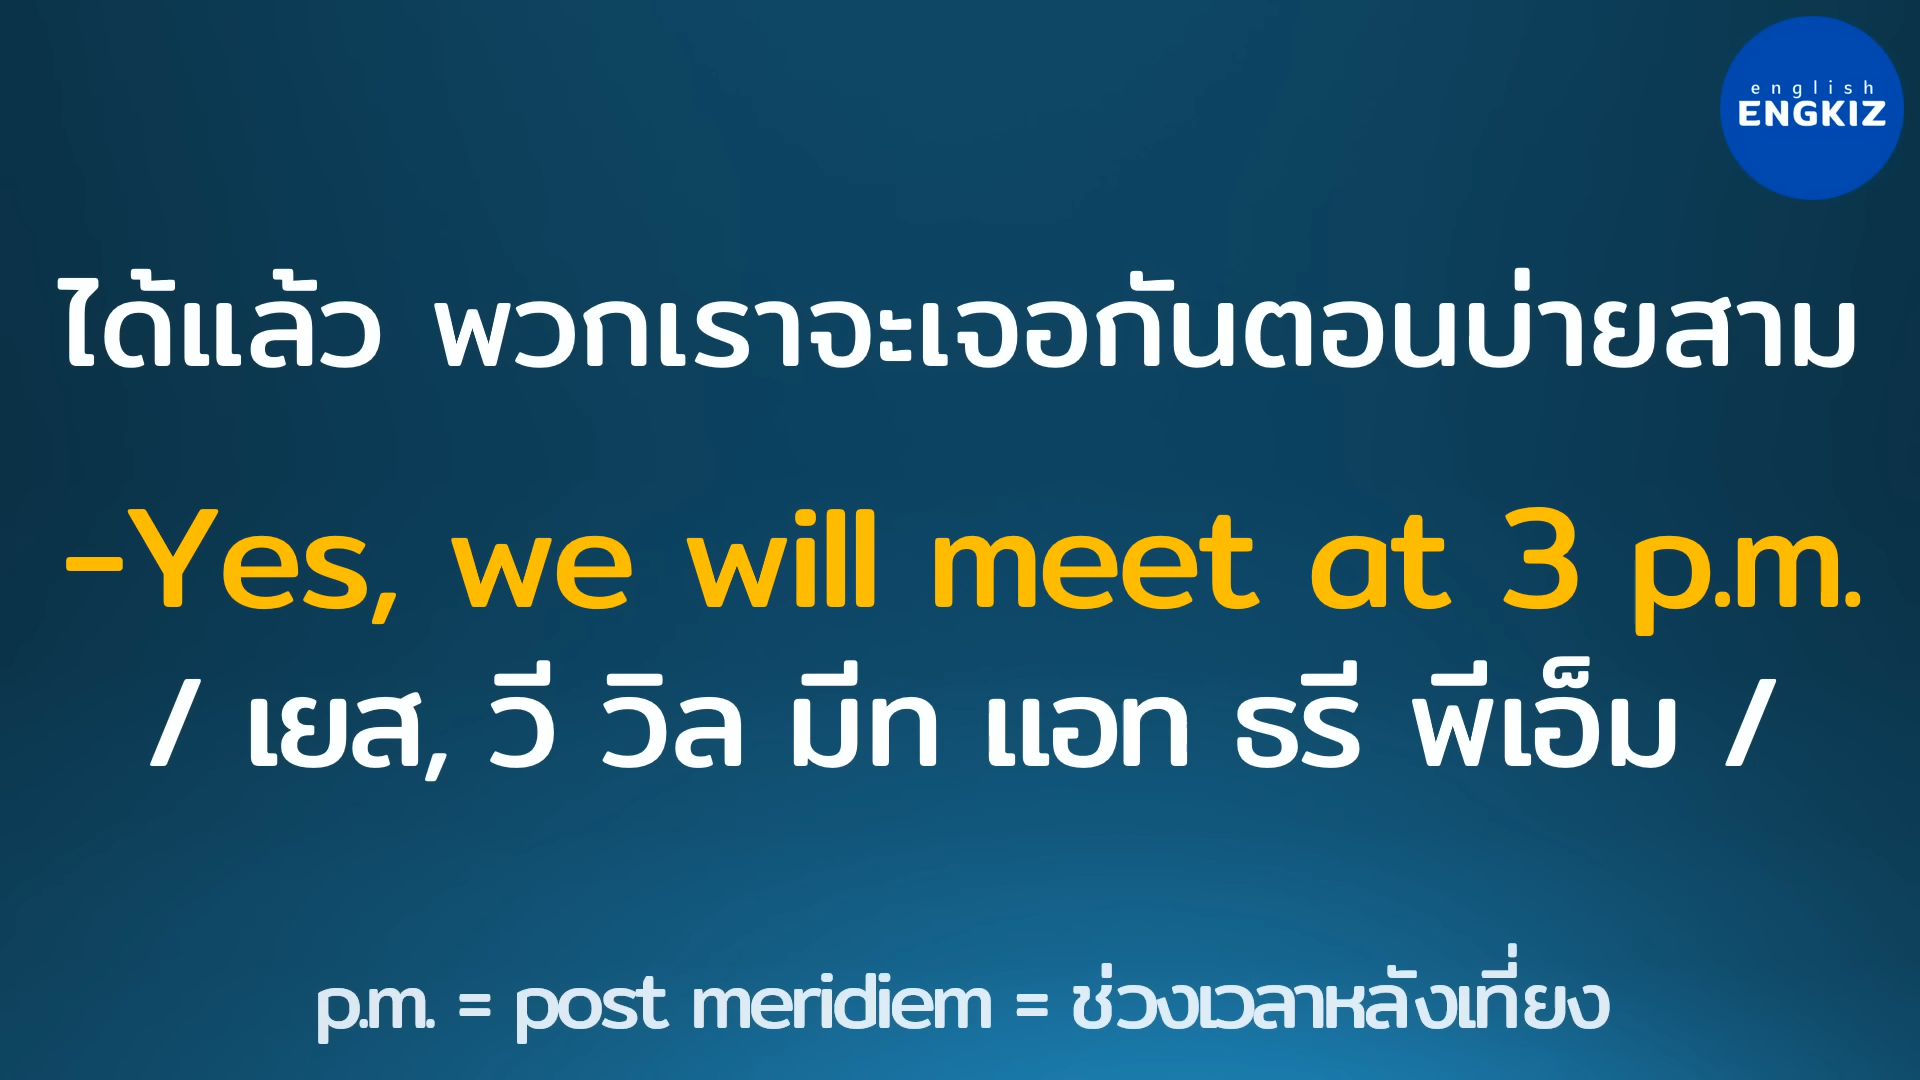 english
ENGKIZ
ได้แล้ว พวกเราจะเจอกันตอนบ่ายสาม
-Yes, we will meet at 3 p.m.
/ เยส, วี วิล มีท แอท ธรี พีเอ็ม /
p.m. = post meridiem = ช่วงเวลาหลังเที่ยง